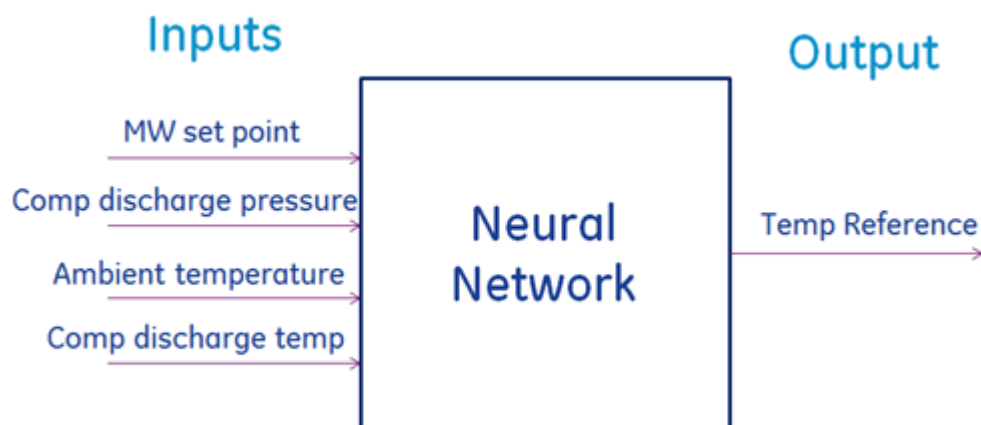 Inputs
Output
MW set point
Comp discharge pressure
Ambient temperature
Comp discharge temp
Neural
Network
Temp Reference